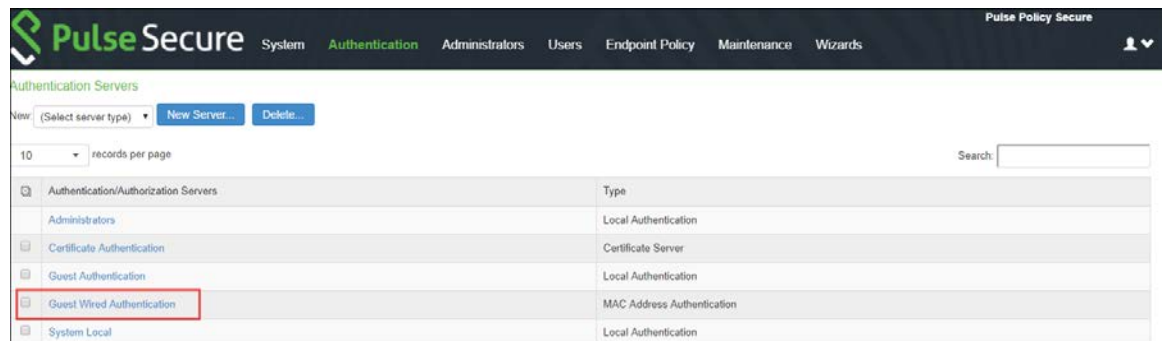 Pulse Policy Secure
Pulse Secure System Authentication Administrators Users Endpoint Policy Maintenance Wizards
Authentication Servers
New: (Select server type) New Server... Delete...
10 records per page Search:
Authentication/Authorization Servers Type
Administrators Local Authentication
Certificate Authentication Certificate Server
Guest Authentication Local Authentication
Guest Wired Authentication MAC Address Authentication
System Local Local Authentication